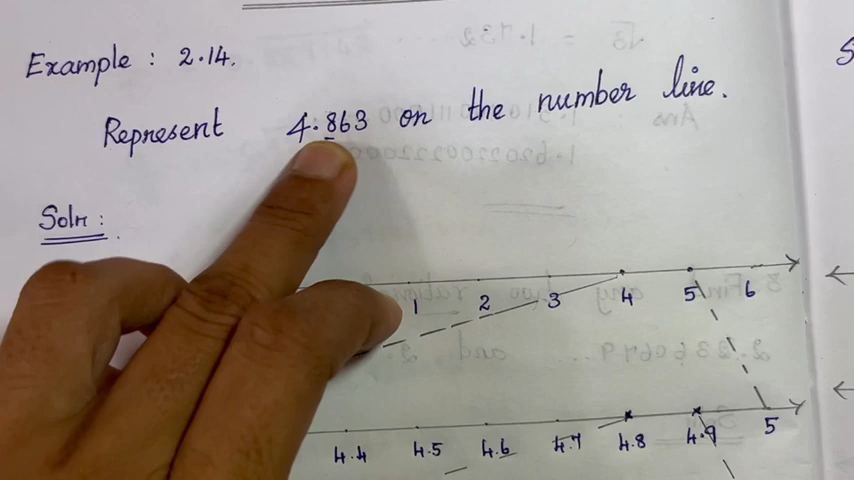 Example : 2.14.
Represent 4.863 on the number line.
Soln :
1 2 3 4 5 6
4.4 4.5 4.6 4.7 4.8 4.9 5